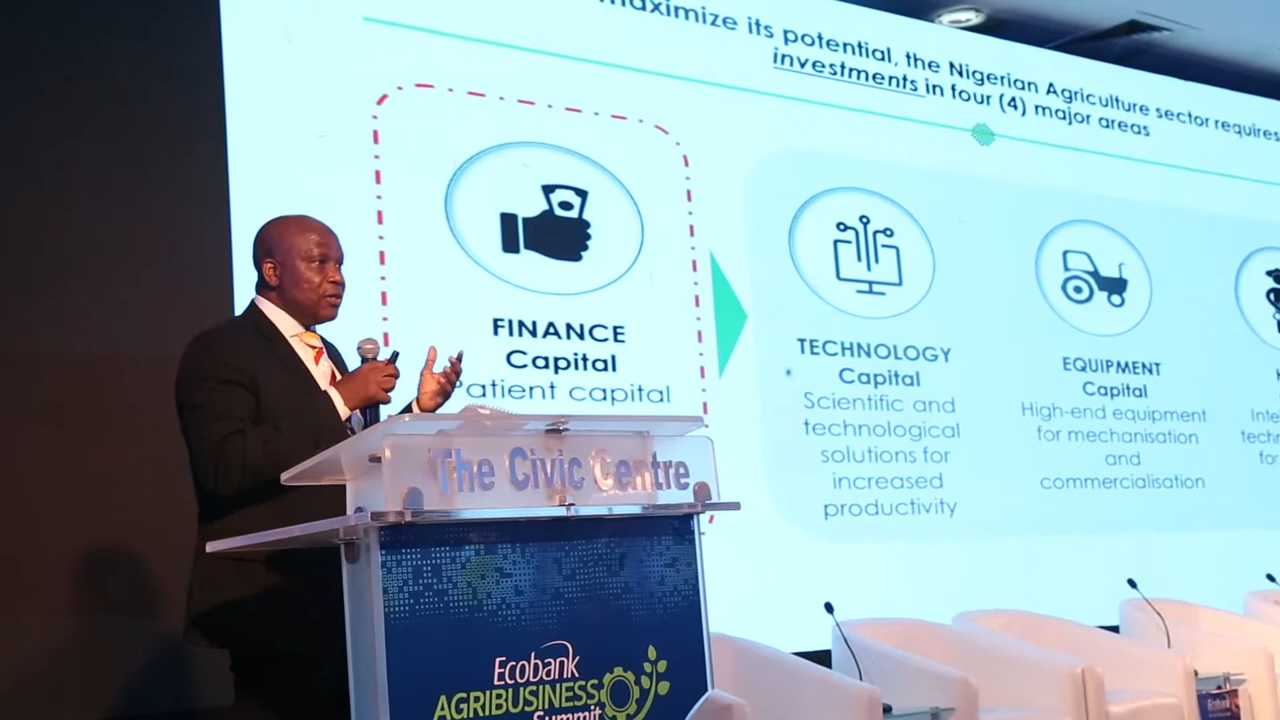 maximize its potential, the Nigerian Agriculture sector requires
investments in four (4) major areas
FINANCE
Capital
Patient capital
TECHNOLOGY
Capital
Scientific and
technological
solutions for
increased
productivity
EQUIPMENT
Capital
High-end equipment
for mechanisation
and
commercialisation
for
The Civic Centre
Ecobank
AGRIBUSINESS
Summit
Ecobank